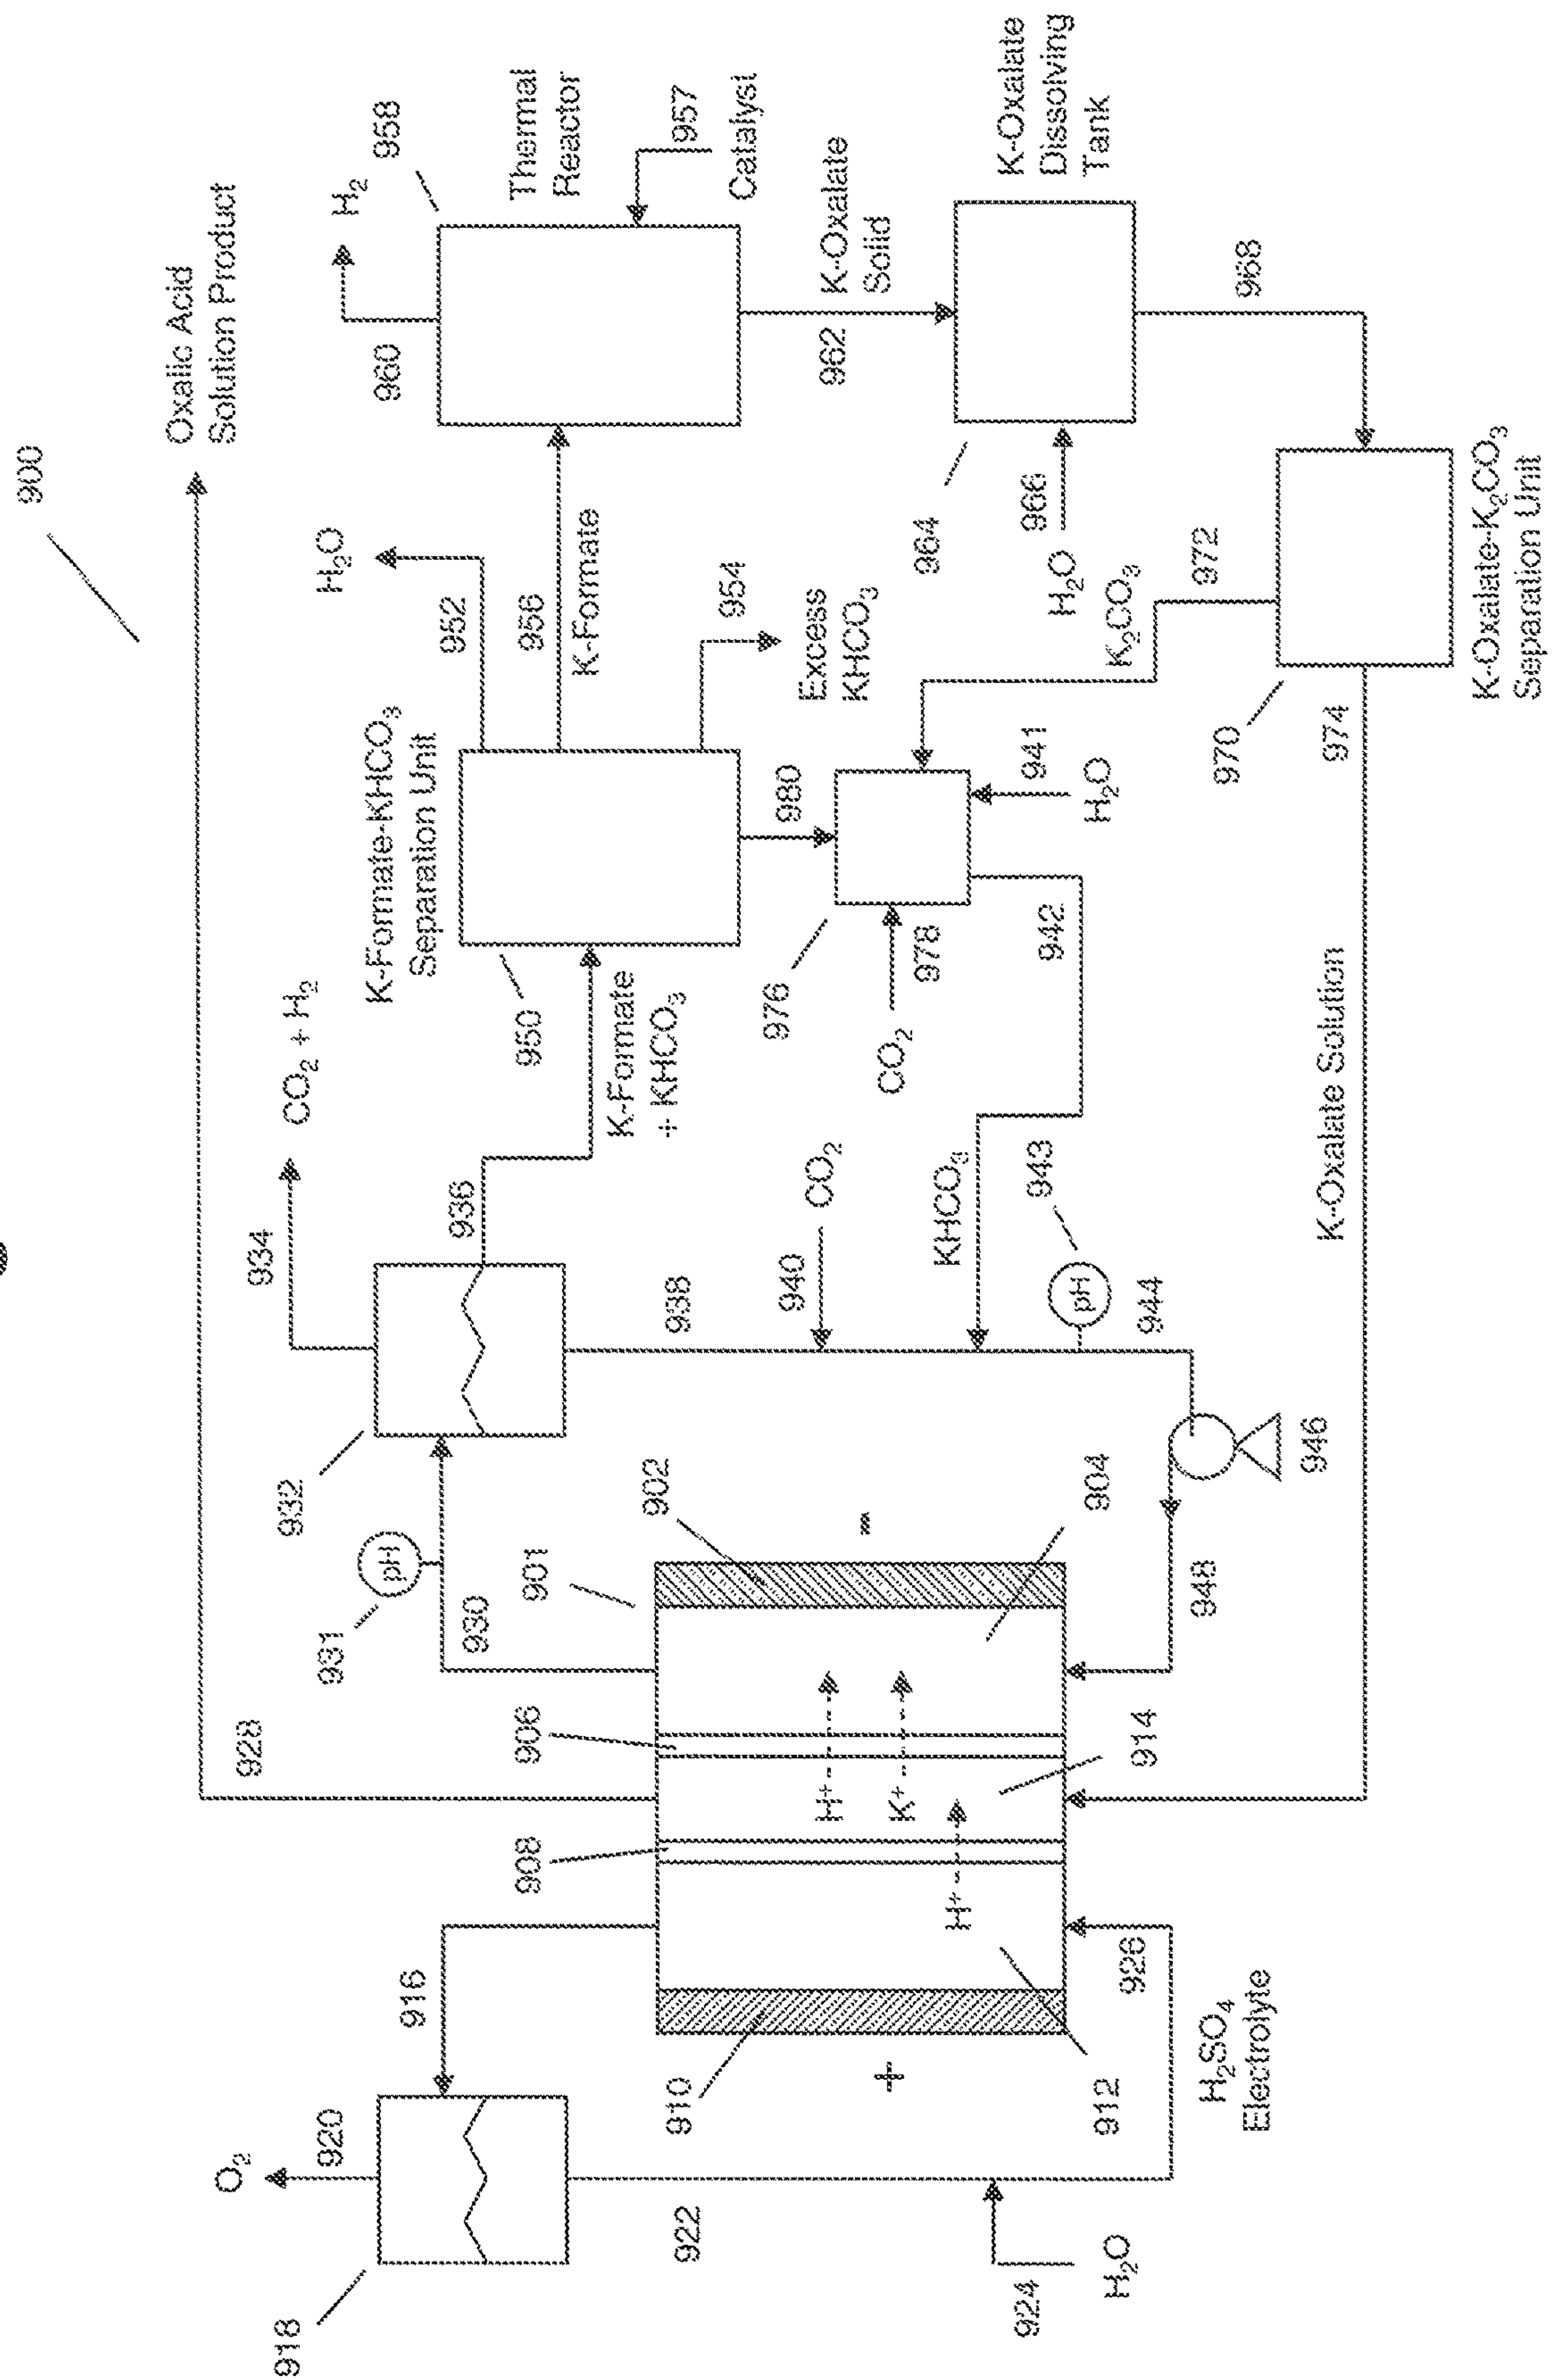 900
Oxalic Acid
Solution Product
928
O2
920
918
916
922
924
H2O
926
H2SO4
Electrolyte
910
+
912
908
906
H+
H+
K+
914
901
902
-
904
930
931
pH
932
934
CO2 + H2
936
938
940
CO2
KHCO3
943
pH
944
946
948
K-Formate
+ KHCO3
950
K-Formate-KHCO3
Separation Unit
952
H2O
956
K-Formate
954
Excess
KHCO3
980
976
978
CO2
941
H2O
942
960
H2
958
Thermal
Reactor
957
Catalyst
962
K-Oxalate
Solid
964
966
H2O
K-Oxalate
Dissolving
Tank
968
K2CO3
972
970
974
K-Oxalate-K2CO3
Separation Unit
K-Oxalate Solution